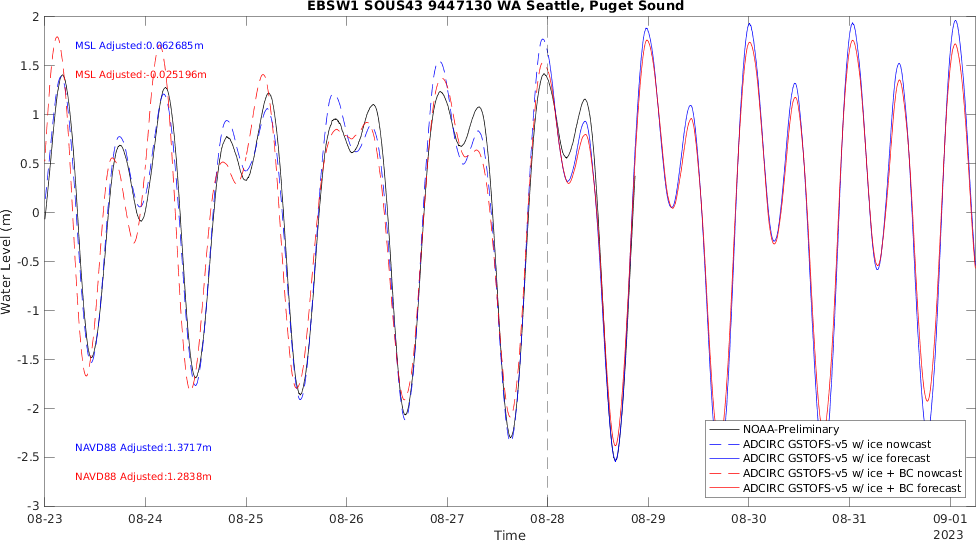 EBSW1 SOUS43 9447130 WA Seattle, Puget Sound
2
1.5
1
0.5
0
-0.5
-1
-1.5
-2
-2.5
-3
Water Level (m)
MSL Adjusted:0.062685m
MSL Adjusted:-0.025196m
NAVD88 Adjusted:1.3717m
NAVD88 Adjusted:1.2838m
NOAA-Preliminary
ADCIRC GSTOFS-v5 w/ ice nowcast
ADCIRC GSTOFS-v5 w/ ice forecast
ADCIRC GSTOFS-v5 w/ ice + BC nowcast
ADCIRC GSTOFS-v5 w/ ice + BC forecast
08-23 08-24 08-25 08-26 08-27 08-28 08-29 08-30 08-31 09-01
Time 2023